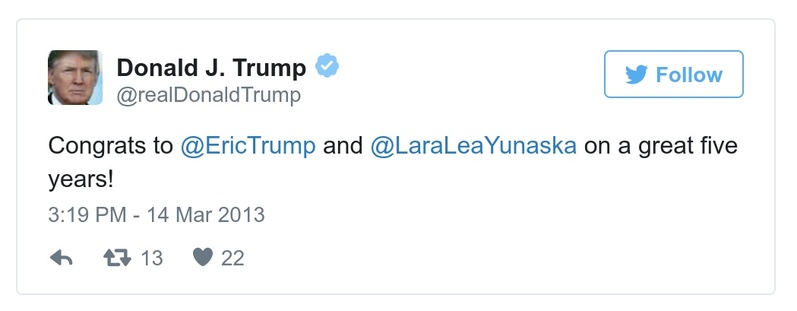 Donald J. Trump
@realDonaldTrump
Follow
Congrats to @EricTrump and @LaraLeaYunaska on a great five
years!
3:19 PM - 14 Mar 2013
13 22